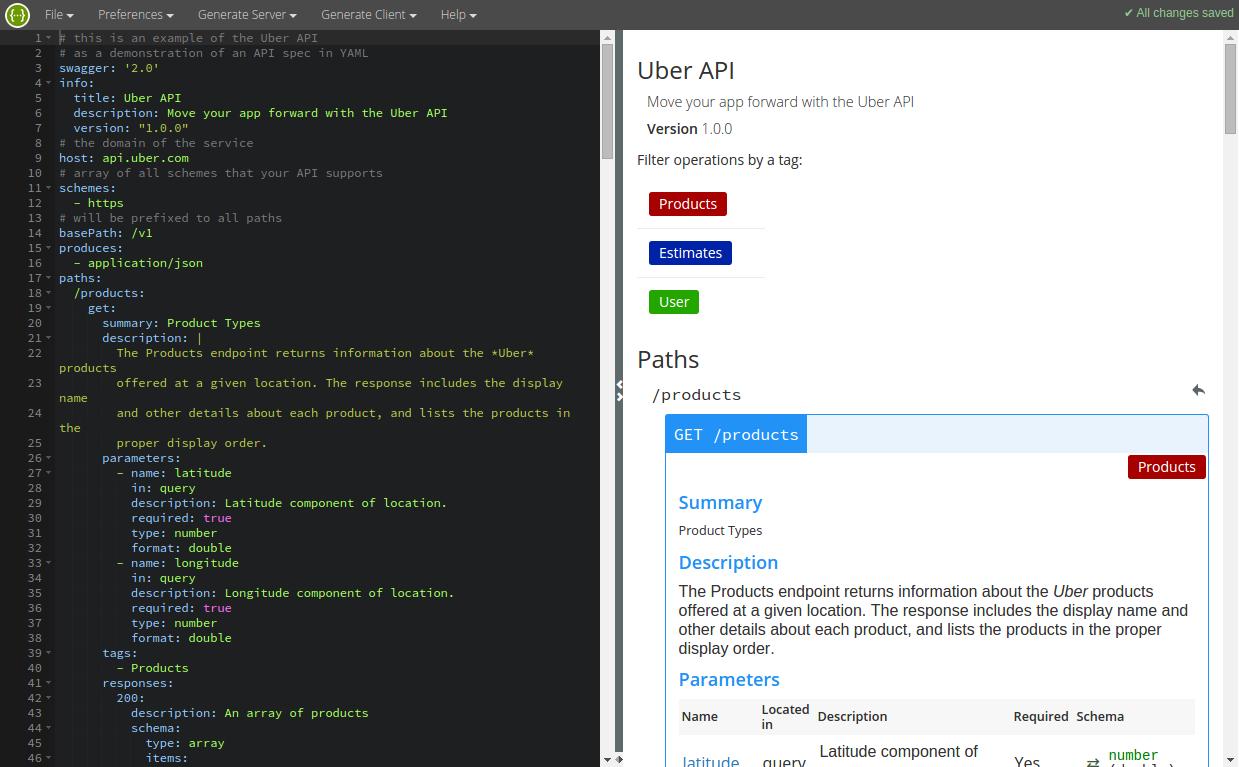 {··}
File Preferences Generate Server Generate Client Help ✔ All changes saved
1 # this is an example of the Uber API
2 # as a demonstration of an API spec in YAML
3 swagger: '2.0'
4 info:
5 title: Uber API
6 description: Move your app forward with the Uber API
7 version: "1.0.0"
8 # the domain of the service
9 host: api.uber.com
10 # array of all schemes that your API supports
11 schemes:
12 - https
13 # will be prefixed to all paths
14 basePath: /v1
15 produces:
16 - application/json
17 paths:
18 /products:
19 get:
20 summary: Product Types
21 description: |
22 The Products endpoint returns information about the *Uber*
products
23 offered at a given location. The response includes the display
name
24 and other details about each product, and lists the products in
the
25 proper display order.
26 parameters:
27 - name: latitude
28 in: query
29 description: Latitude component of location.
30 required: true
31 type: number
32 format: double
33 - name: longitude
34 in: query
35 description: Longitude component of location.
36 required: true
37 type: number
38 format: double
39 tags:
40 - Products
41 responses:
42 200:
43 description: An array of products
44 schema:
45 type: array
46 items:
Uber API
Move your app forward with the Uber API
Version 1.0.0
Filter operations by a tag:
Products
Estimates
User
Paths
/products
GET /products
Products
Summary
Product Types
Description
The Products endpoint returns information about the Uber products
offered at a given location. The response includes the display name and
other details about each product, and lists the products in the proper
display order.
Parameters
Name Located in Description Required Schema
latitude query Latitude component of Yes ⇄ number